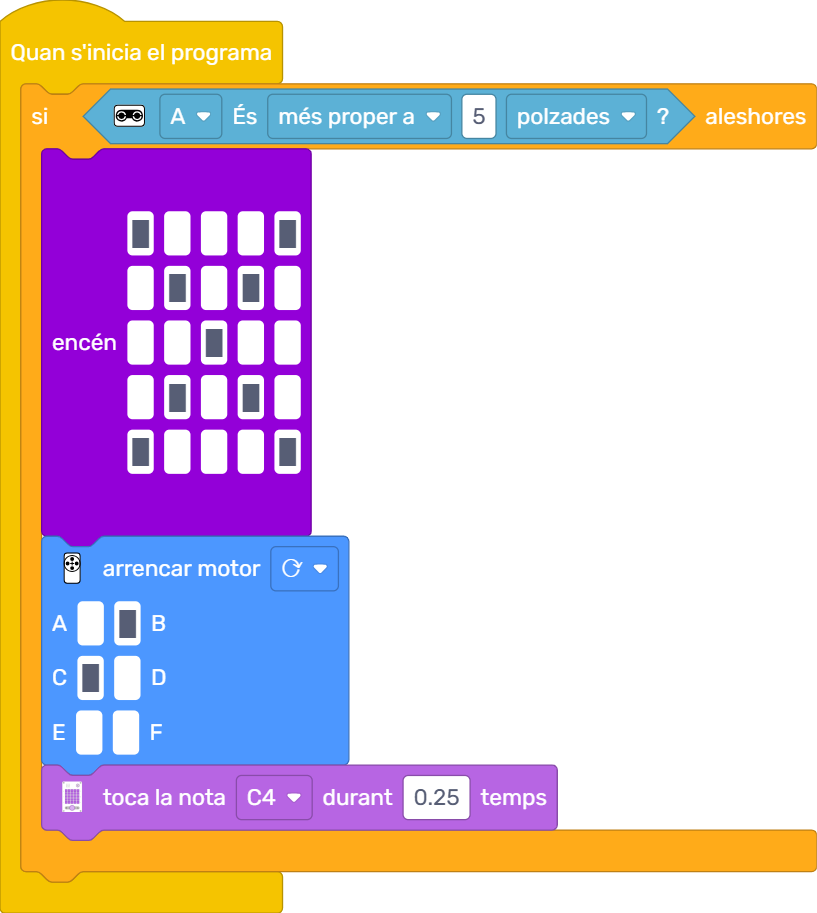 Quan s'inicia el programa
si A És més proper a 5 polzades ? aleshores
encén
arrencar motor
A B
C D
E F
toca la nota C4 durant 0.25 temps